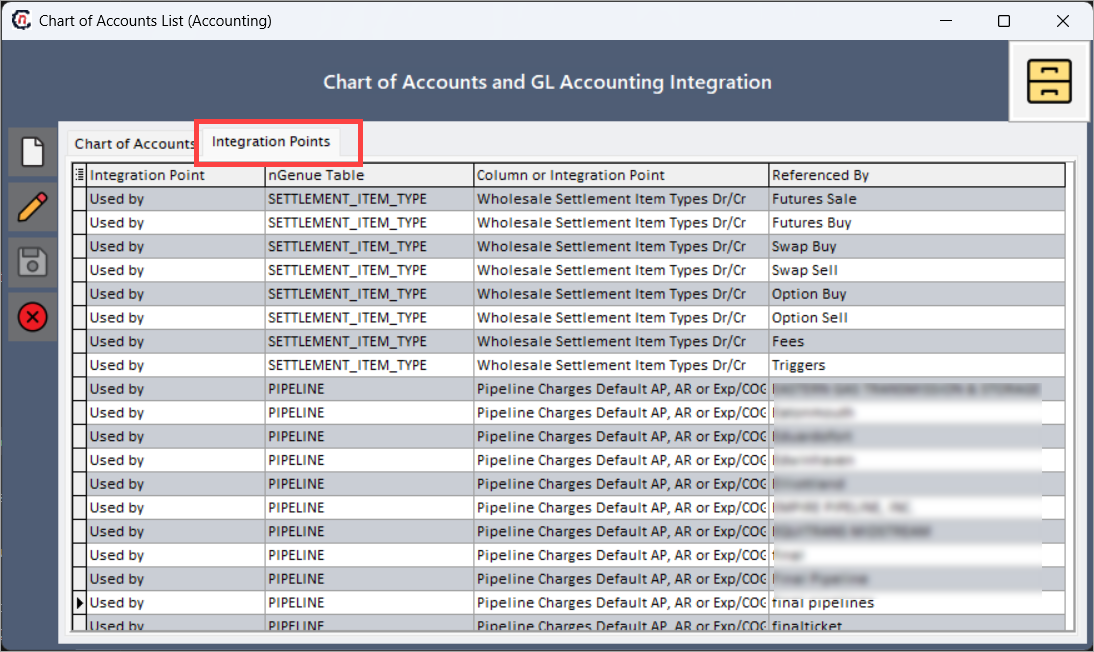 Chart of Accounts List (Accounting)
Chart of Accounts and GL Accounting Integration
Chart of Accounts Integration Points
Integration Point nGenue Table Column or Integration Point Referenced By
Used by SETTLEMENT_ITEM_TYPE Wholesale Settlement Item Types Dr/Cr Futures Sale
Used by SETTLEMENT_ITEM_TYPE Wholesale Settlement Item Types Dr/Cr Futures Buy
Used by SETTLEMENT_ITEM_TYPE Wholesale Settlement Item Types Dr/Cr Swap Buy
Used by SETTLEMENT_ITEM_TYPE Wholesale Settlement Item Types Dr/Cr Swap Sell
Used by SETTLEMENT_ITEM_TYPE Wholesale Settlement Item Types Dr/Cr Option Buy
Used by SETTLEMENT_ITEM_TYPE Wholesale Settlement Item Types Dr/Cr Option Sell
Used by SETTLEMENT_ITEM_TYPE Wholesale Settlement Item Types Dr/Cr Fees
Used by SETTLEMENT_ITEM_TYPE Wholesale Settlement Item Types Dr/Cr Triggers
Used by PIPELINE Pipeline Charges Default AP, AR or Exp/COG
Used by PIPELINE Pipeline Charges Default AP, AR or Exp/COG
Used by PIPELINE Pipeline Charges Default AP, AR or Exp/COG
Used by PIPELINE Pipeline Charges Default AP, AR or Exp/COG
Used by PIPELINE Pipeline Charges Default AP, AR or Exp/COG
Used by PIPELINE Pipeline Charges Default AP, AR or Exp/COG
Used by PIPELINE Pipeline Charges Default AP, AR or Exp/COG
Used by PIPELINE Pipeline Charges Default AP, AR or Exp/COG
Used by PIPELINE Pipeline Charges Default AP, AR or Exp/COG
Used by PIPELINE Pipeline Charges Default AP, AR or Exp/COG final pipelines
Used by PIPELINE Pipeline Charges Default AP, AR or Exp/COG finalticket